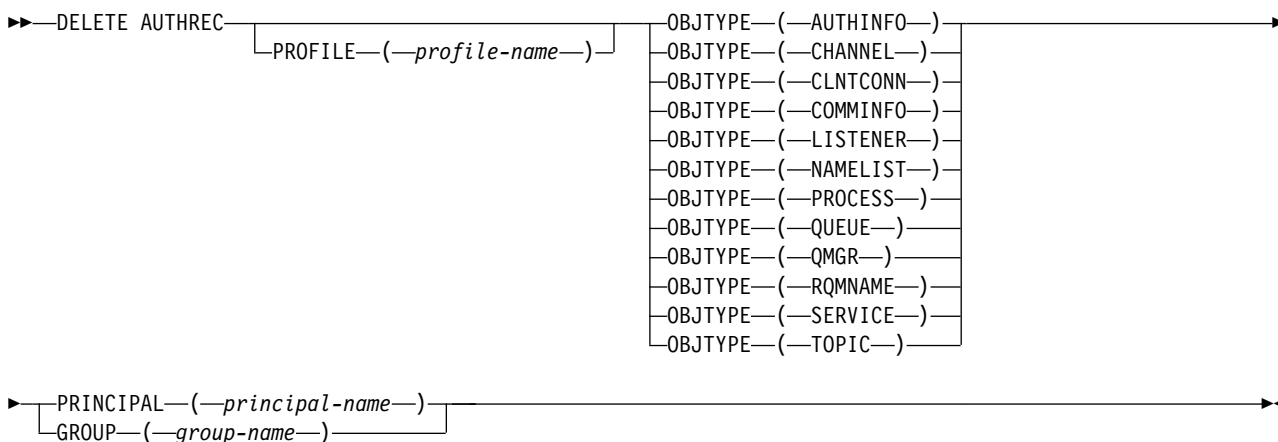 DELETE AUTHREC OBJTYPE ( AUTHINFO )
PROFILE ( profile-name ) OBJTYPE ( CHANNEL )
OBJTYPE ( CLNTCONN )
OBJTYPE ( COMMINFO )
OBJTYPE ( LISTENER )
OBJTYPE ( NAMELIST )
OBJTYPE ( PROCESS )
OBJTYPE ( QUEUE )
OBJTYPE ( QMGR )
OBJTYPE ( RQMNAME )
OBJTYPE ( SERVICE )
OBJTYPE ( TOPIC )
PRINCIPAL ( principal-name )
GROUP ( group-name )